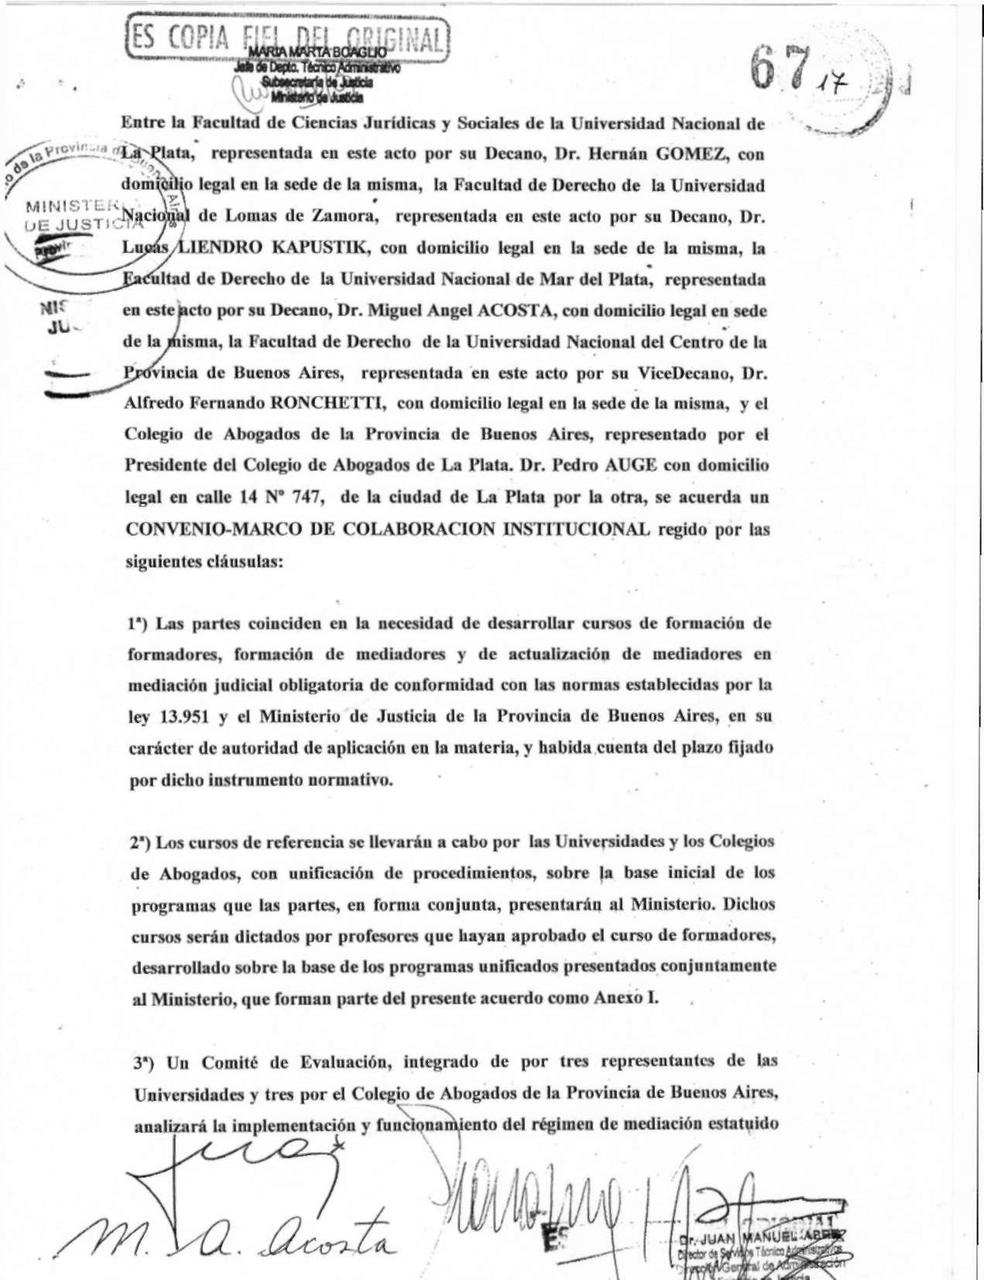 ES COPIA FIEL DEL ORIGINAL
MARIA MARTA BOAGLIO
Jefa de Depto. Técnico Administrativo
Subsecretaría de Justicia
Ministerio de Justicia
67
17
Entre la Facultad de Ciencias Jurídicas y Sociales de la Universidad Nacional de
La Plata, representada en este acto por su Decano, Dr. Hernán GOMEZ, con
domicilio legal en la sede de la misma, la Facultad de Derecho de la Universidad
Nacional de Lomas de Zamora, representada en este acto por su Decano, Dr.
Lucas LIENDRO KAPUSTIK, con domicilio legal en la sede de la misma, la
Facultad de Derecho de la Universidad Nacional de Mar del Plata, representada
en este acto por su Decano, Dr. Miguel Angel ACOSTA, con domicilio legal en sede
de la misma, la Facultad de Derecho de la Universidad Nacional del Centro de la
Provincia de Buenos Aires, representada en este acto por su ViceDecano, Dr.
Alfredo Fernando RONCHETTI, con domicilio legal en la sede de la misma, y el
Colegio de Abogados de la Provincia de Buenos Aires, representado por el
Presidente del Colegio de Abogados de La Plata. Dr. Pedro AUGE con domicilio
legal en calle 14 Nº 747, de la ciudad de La Plata por la otra, se acuerda un
CONVENIO-MARCO DE COLABORACION INSTITUCIONAL regido por las
siguientes cláusulas:
de la Provincia de Buenos Aires
MINISTER
DE JUSTICIA
NIS
JU
1ª) Las partes coinciden en la necesidad de desarrollar cursos de formación de
formadores, formación de mediadores y de actualización de mediadores en
mediación judicial obligatoria de conformidad con las normas establecidas por la
ley 13.951 y el Ministerio de Justicia de la Provincia de Buenos Aires, en su
carácter de autoridad de aplicación en la materia, y habida cuenta del plazo fijado
por dicho instrumento normativo.
2ª) Los cursos de referencia se llevarán a cabo por las Universidades y los Colegios
de Abogados, con unificación de procedimientos, sobre la base inicial de los
programas que las partes, en forma conjunta, presentarán al Ministerio. Dichos
cursos serán dictados por profesores que hayan aprobado el curso de formadores,
desarrollado sobre la base de los programas unificados presentados conjuntamente
al Ministerio, que forman parte del presente acuerdo como Anexo I.
3ª) Un Comité de Evaluación, integrado de por tres representantes de las
Universidades y tres por el Colegio de Abogados de la Provincia de Buenos Aires,
analizará la implementación y funcionamiento del régimen de mediación estatuido
M. A. Acosta
ES
ORIGINAL
Dr. JUAN MANUEL
Director de Servicios Técnico Administrativos
Dirección General de Administración